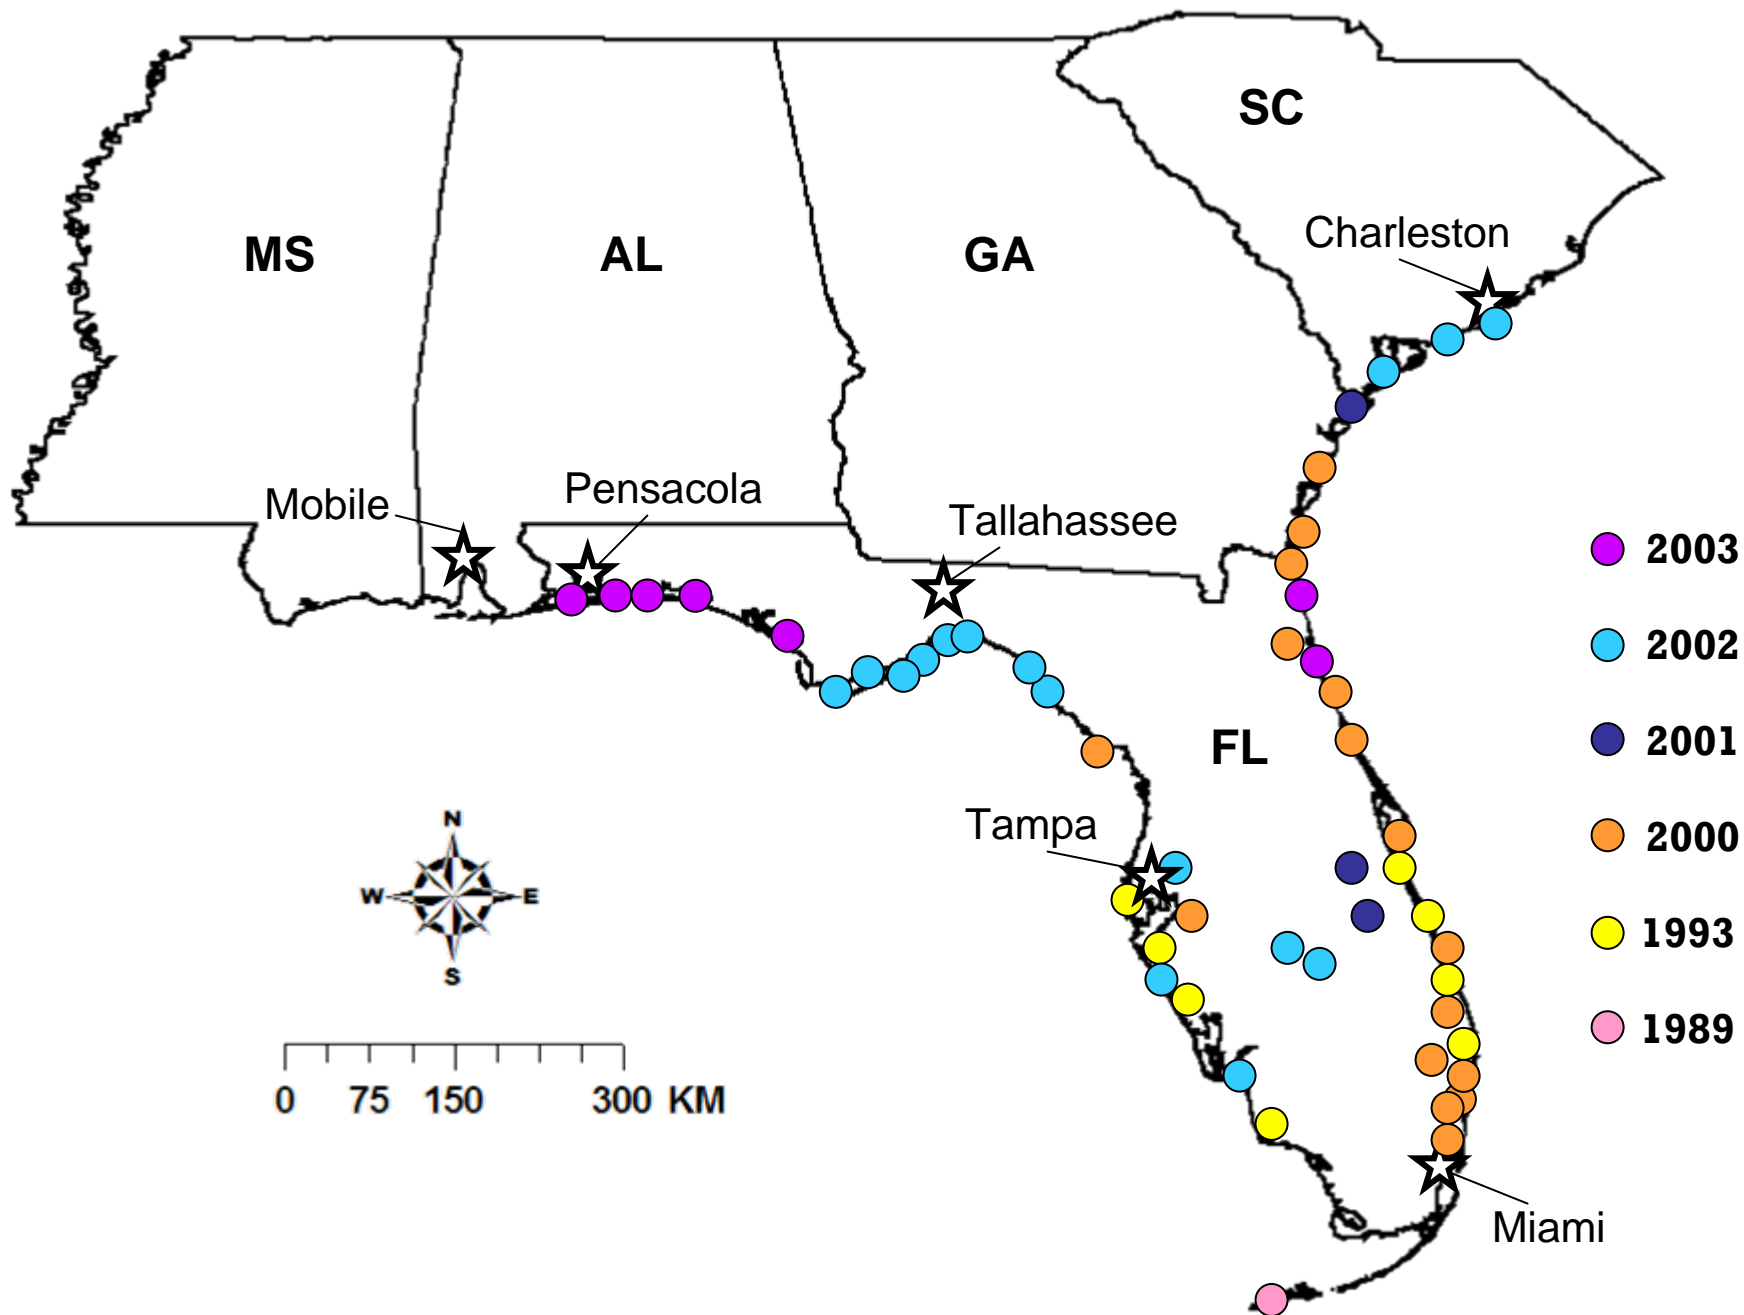 SC
Charleston
MS
AL
GA
Pensacola
Mobile
Tallahassee
2003
2002
FL
2001
Tampa
2000
N
W
E
S
1993
1989
0 75 150 300 KM
Miami